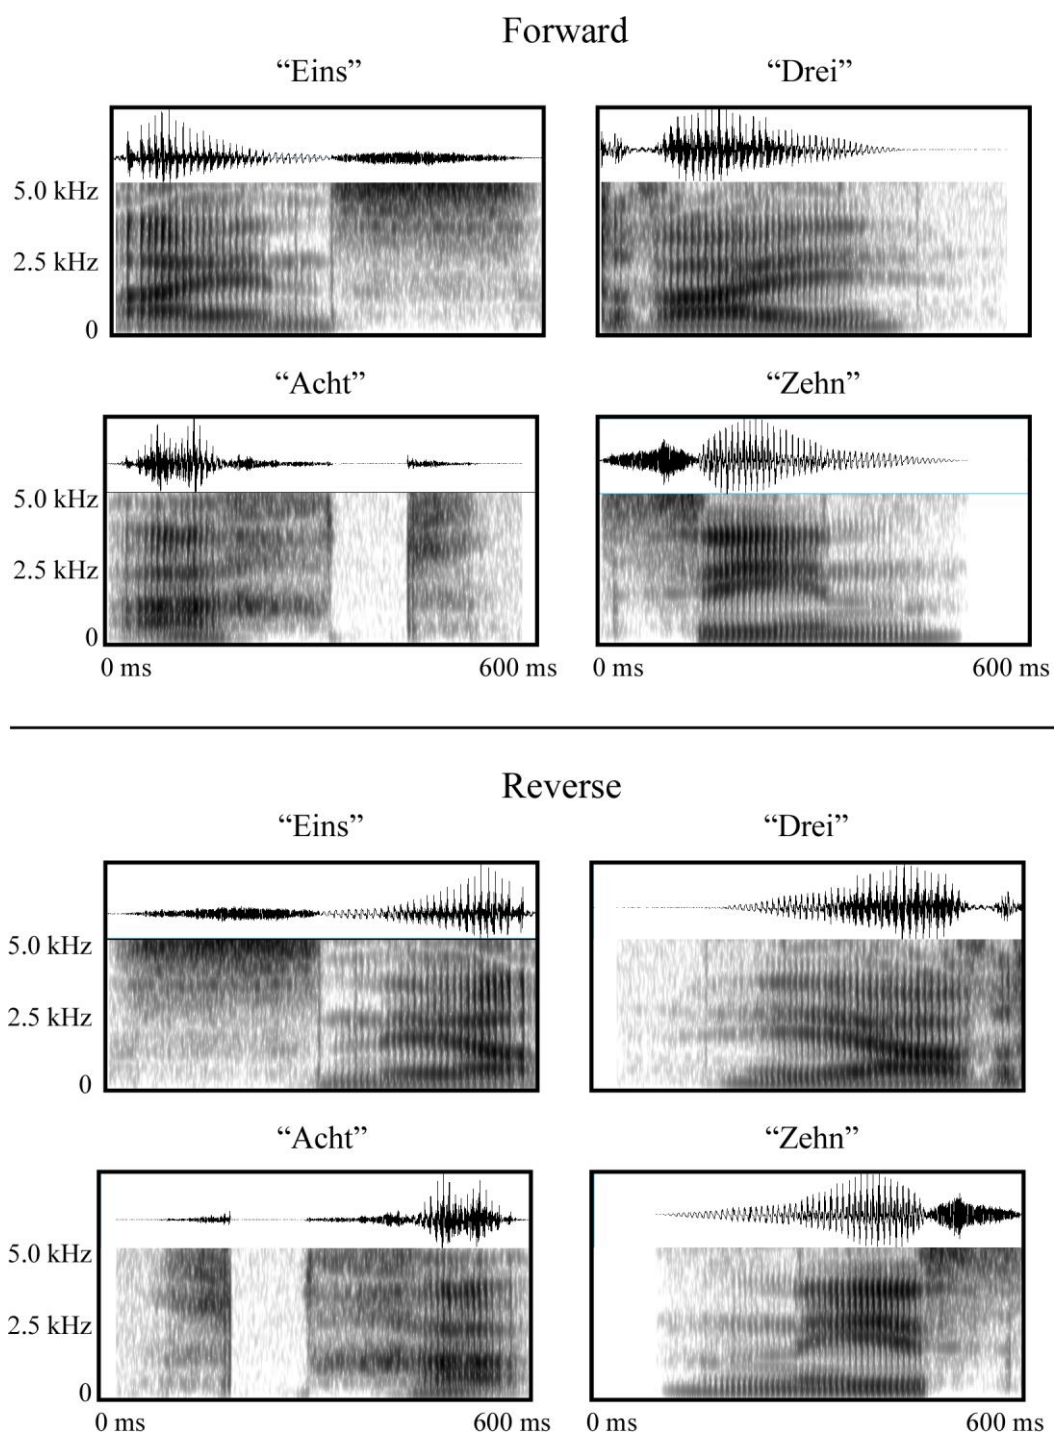 Forward
“Eins” “Drei”
5.0 kHz
2.5 kHz
0
“Acht” “Zehn”
5.0 kHz
2.5 kHz
0
0 ms 600 ms 0 ms 600 ms
Reverse
“Eins” “Drei”
5.0 kHz
2.5 kHz
0
“Acht” “Zehn”
5.0 kHz
2.5 kHz
0
0 ms 600 ms 0 ms 600 ms